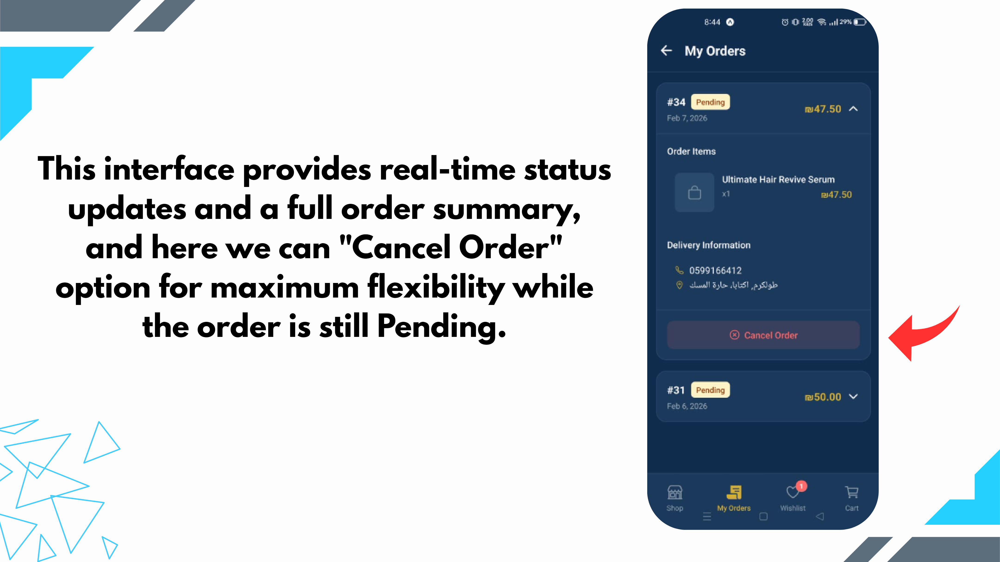 This interface provides real-time status
updates and a full order summary,
and here we can "Cancel Order"
option for maximum flexibility while
the order is still Pending.
8:44
2.00 KB/S
29%
My Orders
#34 Pending
₪47.50
Feb 7, 2026
Order Items
Ultimate Hair Revive Serum
x1
₪47.50
Delivery Information
0599166412
طولكرم, اكتابا، حارة المسك
Cancel Order
#31 Pending
₪50.00
Feb 6, 2026
1
Shop
My Orders
Wishlist
Cart